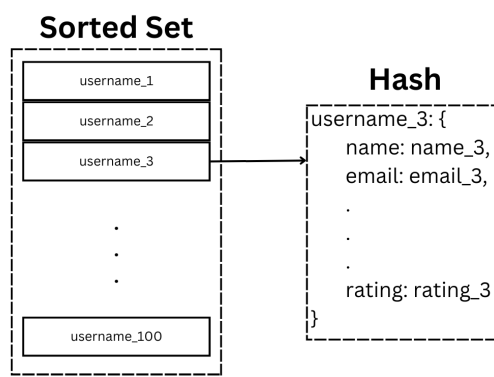 Sorted Set
username_1
username_2
username_3
.
.
.
username_100
Hash
username_3: {
name: name_3,
email: email_3,
.
.
.
rating: rating_3
}